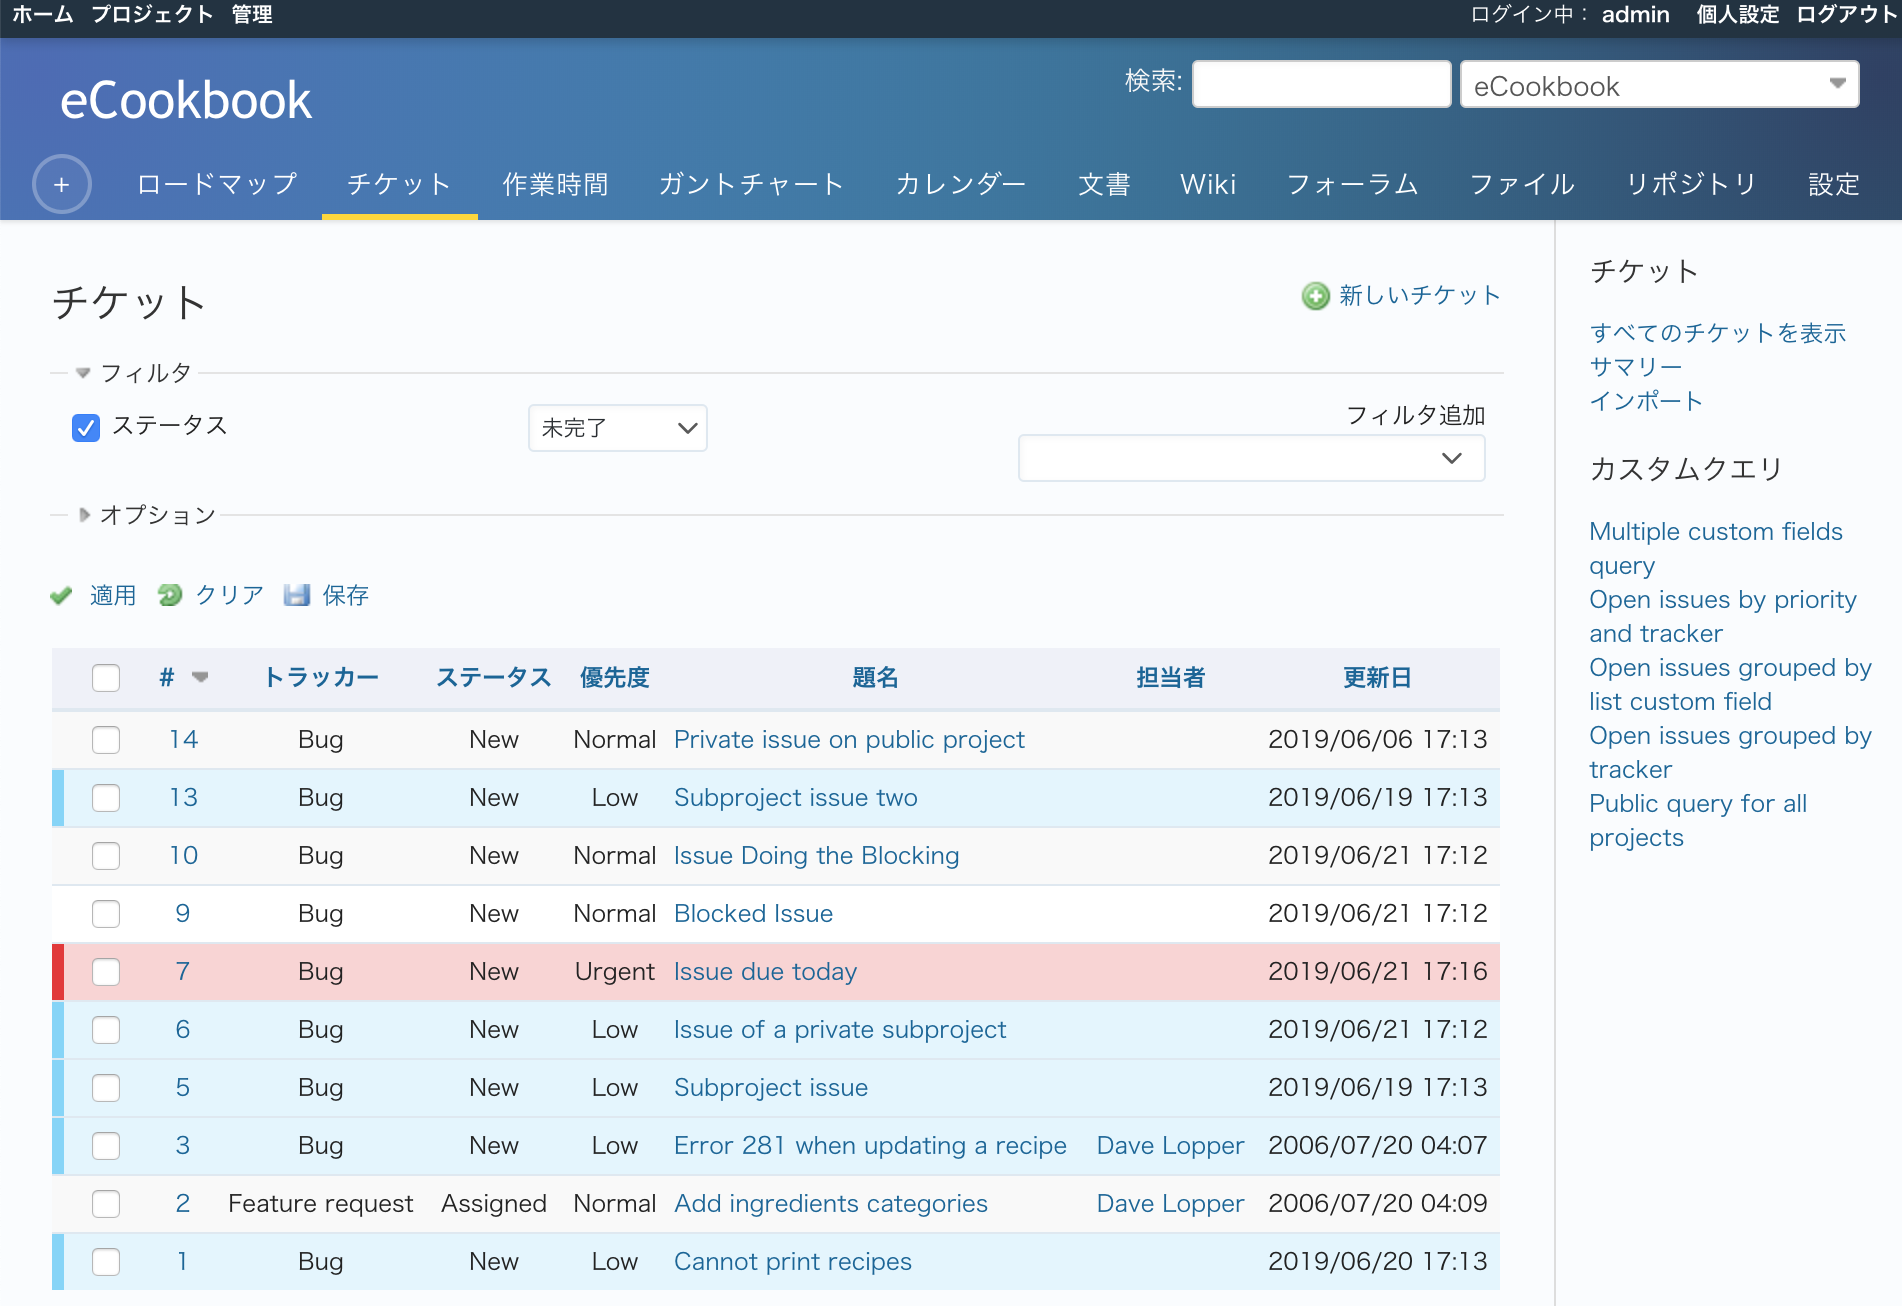 ホーム プロジェクト 管理 ログイン中： admin 個人設定 ログアウト
eCookbook 検索: eCookbook
+ ロードマップ チケット 作業時間 ガントチャート カレンダー 文書 Wiki フォーラム ファイル リポジトリ 設定
チケット 新しいチケット
フィルタ
ステータス 未完了 フィルタ追加
オプション
適用 クリア 保存
# トラッカー ステータス 優先度 題名 担当者 更新日
14 Bug New Normal Private issue on public project 2019/06/06 17:13
13 Bug New Low Subproject issue two 2019/06/19 17:13
10 Bug New Normal Issue Doing the Blocking 2019/06/21 17:12
9 Bug New Normal Blocked Issue 2019/06/21 17:12
7 Bug New Urgent Issue due today 2019/06/21 17:16
6 Bug New Low Issue of a private subproject 2019/06/21 17:12
5 Bug New Low Subproject issue 2019/06/19 17:13
3 Bug New Low Error 281 when updating a recipe Dave Lopper 2006/07/20 04:07
2 Feature request Assigned Normal Add ingredients categories Dave Lopper 2006/07/20 04:09
1 Bug New Low Cannot print recipes 2019/06/20 17:13
チケット
すべてのチケットを表示
サマリー
インポート
カスタムクエリ
Multiple custom fields
query
Open issues by priority
and tracker
Open issues grouped by
list custom field
Open issues grouped by
tracker
Public query for all
projects